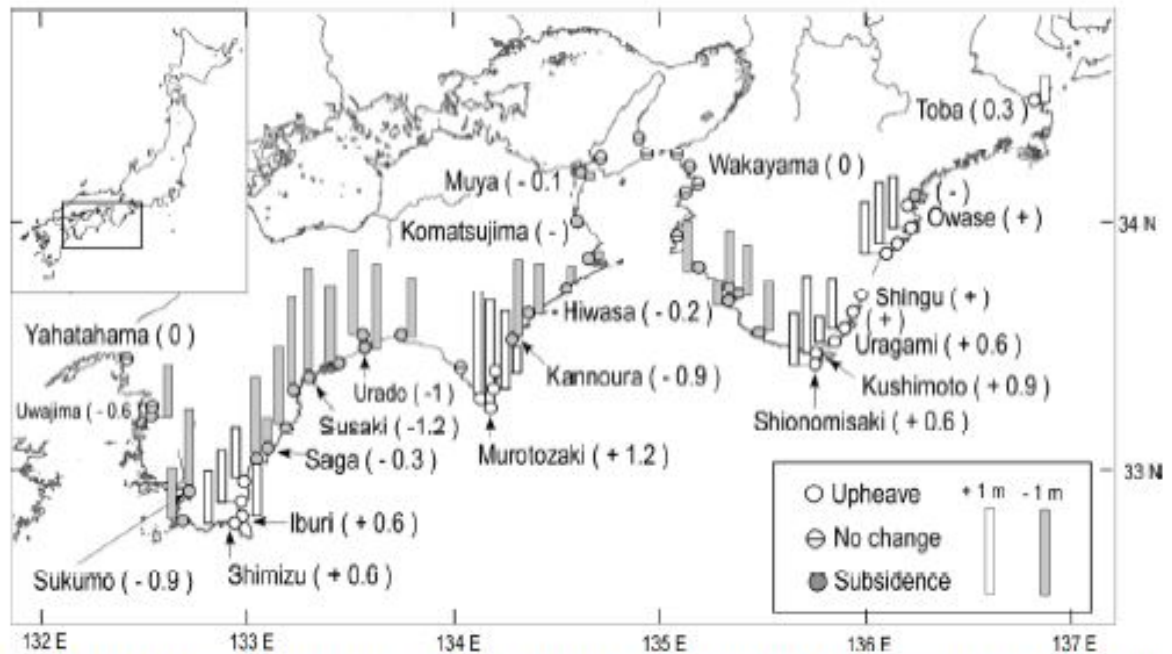 Toba ( 0.3 )
Wakayama ( 0 )
Muya ( - 0.1
( - )
Owase ( + )
34 N
Komatsujima ( - )
Shingu ( + )
( + )
Hiwasa ( - 0.2 )
Yahatahama ( 0 )
Uragami ( + 0.6 )
Kannoura ( - 0.9 )
Kushimoto ( + 0.9 )
Urado ( -1 )
Uwajima ( - 0.6 )
Susaki ( -1.2 )
Shionomisaki ( + 0.6 )
Saga ( - 0.3 )
Murotozaki ( + 1.2 )
33 N
Upheave
+ 1 m
- 1 m
Iburi ( + 0.6 )
No change
Sukumo ( - 0.9 )
Shimizu ( + 0.6 )
Subsidence
132 E
133 E
134 E
135 E
136 E
137 E